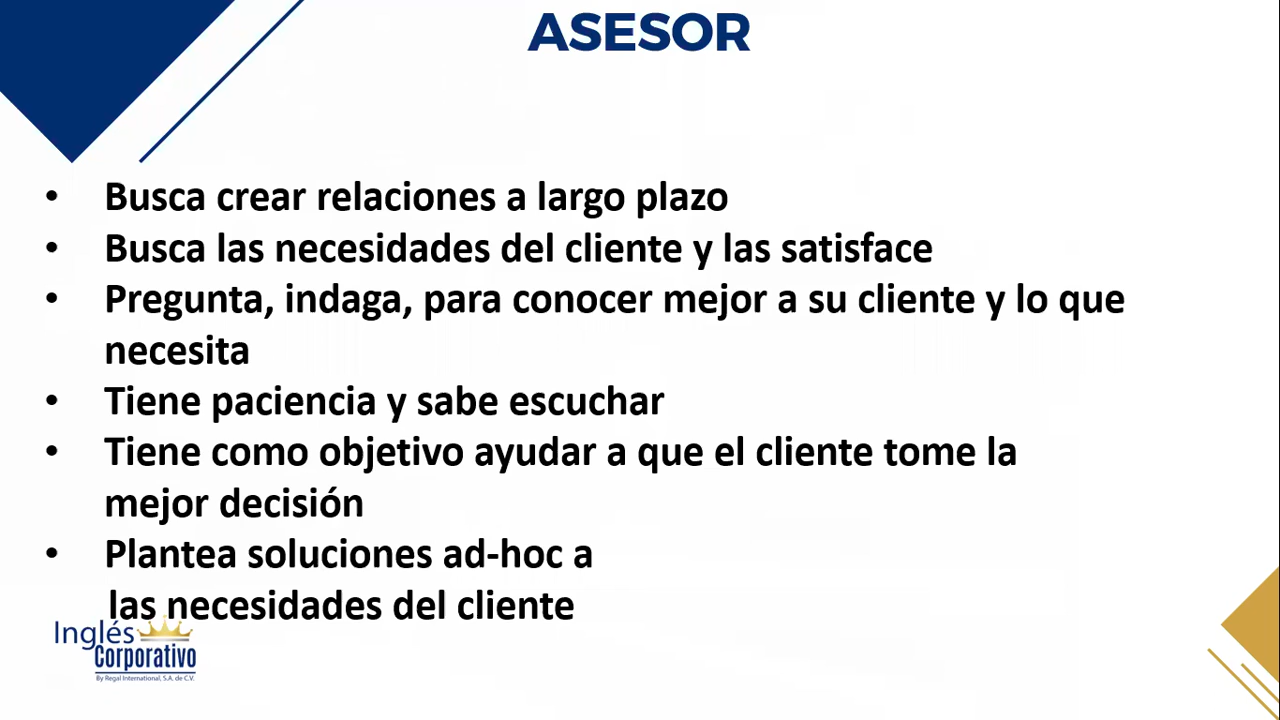 ASESOR
• Busca crear relaciones a largo plazo
• Busca las necesidades del cliente y las satisface
• Pregunta, indaga, para conocer mejor a su cliente y lo que
necesita
• Tiene paciencia y sabe escuchar
• Tiene como objetivo ayudar a que el cliente tome la
mejor decisión
• Plantea soluciones ad-hoc a
las necesidades del cliente
Inglés
Corporativo
By Regal International, S.A. de C.V.